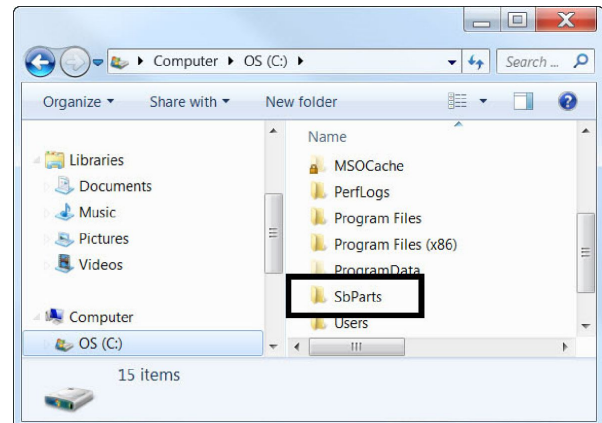 Computer OS (C:) Search ...
Organize Share with New folder
Libraries
Documents
Music
Pictures
Videos
Computer
OS (C:)
Name
MSOCache
PerfLogs
Program Files
Program Files (x86)
ProgramData
SbParts
Users
15 items